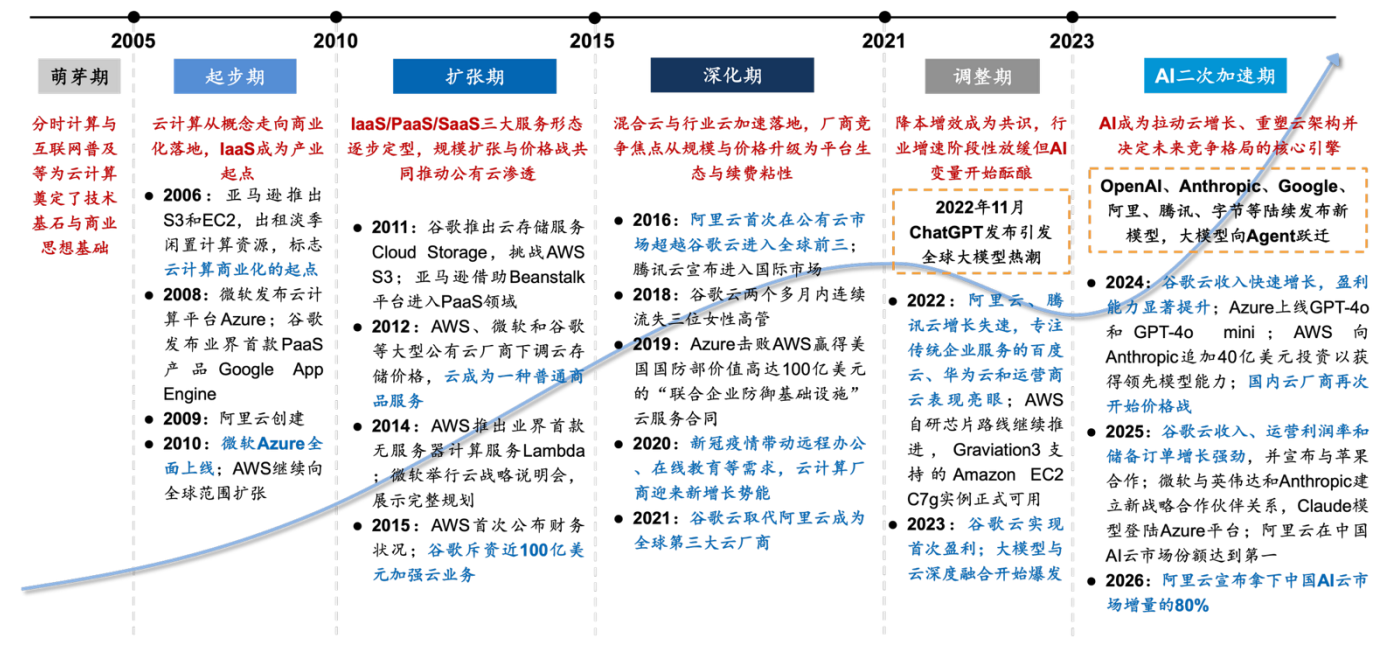 2005
2010
2015
2021
2023
萌芽期
分时计算与
互联网普及
等为云计算
奠定了技术
基石与商业
思想基础
起步期
云计算从概念走向商业
化落地，IaaS成为产业
起点
● 2006：亚马逊推出
S3和EC2，出租淡季
闲置计算资源，标志
云计算商业化的起点
● 2008：微软发布云计
算平台Azure；谷歌
发布业界首款PaaS
产品Google App
Engine
● 2009：阿里云创建
● 2010：微软Azure全
面上线；AWS继续向
全球范围扩张
扩张期
IaaS/PaaS/SaaS三大服务形态
逐步定型，规模扩张与价格战共
同推动公有云渗透
● 2011：谷歌推出云存储服务
Cloud Storage，挑战AWS
S3；亚马逊借助Beanstalk
平台进入PaaS领域
● 2012：AWS、微软和谷歌
等大型公有云厂商下调云存
储价格，云成为一种普通商
品服务
● 2014：AWS推出业界首款
无服务器计算服务Lambda
；微软举行云战略说明会，
展示完整规划
● 2015：AWS首次公布财务
状况；谷歌斥资近100亿美
元加强云业务
深化期
混合云与行业云加速落地，厂商竞
争焦点从规模与价格升级为平台生
态与续费粘性
● 2016：阿里云首次在公有云市
场超越谷歌云进入全球前三；
腾讯云宣布进入国际市场
● 2018：谷歌云两个多月内连续
流失三位女性高管
● 2019：Azure击败AWS赢得美
国国防部价值高达100亿美元
的“联合企业防御基础设施”
云服务合同
● 2020：新冠疫情带动远程办公
、在线教育等需求，云计算厂
商迎来新增长势能
● 2021：谷歌云取代阿里云成为
全球第三大云厂商
调整期
降本增效成为共识，行
业增速阶段性放缓但AI
变量开始酝酿
2022年11月
ChatGPT发布引发
全球大模型热潮
● 2022：阿里云、腾
讯云增长失速，专注
传统企业服务的百度
云、华为云和运营商
云表现亮眼；AWS
自研芯片路线继续推
进，Graviation3支
持的Amazon EC2
C7g实例正式可用
● 2023：谷歌云实现
首次盈利；大模型与
云深度融合开始爆发
AI二次加速期
AI成为拉动云增长、重塑云架构并
决定未来竞争格局的核心引擎
OpenAI、Anthropic、Google、
阿里、腾讯、字节等陆续发布新
模型，大模型向Agent跃迁
● 2024：谷歌云收入快速增长，盈利
能力显著提升；Azure上线GPT-4o
和GPT-4o mini；AWS向
Anthropic追加40亿美元投资以获
得领先模型能力；国内云厂商再次
开始价格战
● 2025：谷歌云收入、运营利润率和
储备订单增长强劲，并宣布与苹果
合作；微软与英伟达和Anthropic建
立新战略合作伙伴关系，Claude模
型登陆Azure平台；阿里云在中国
AI云市场份额达到第一
● 2026：阿里云宣布拿下中国AI云市
场增量的80%